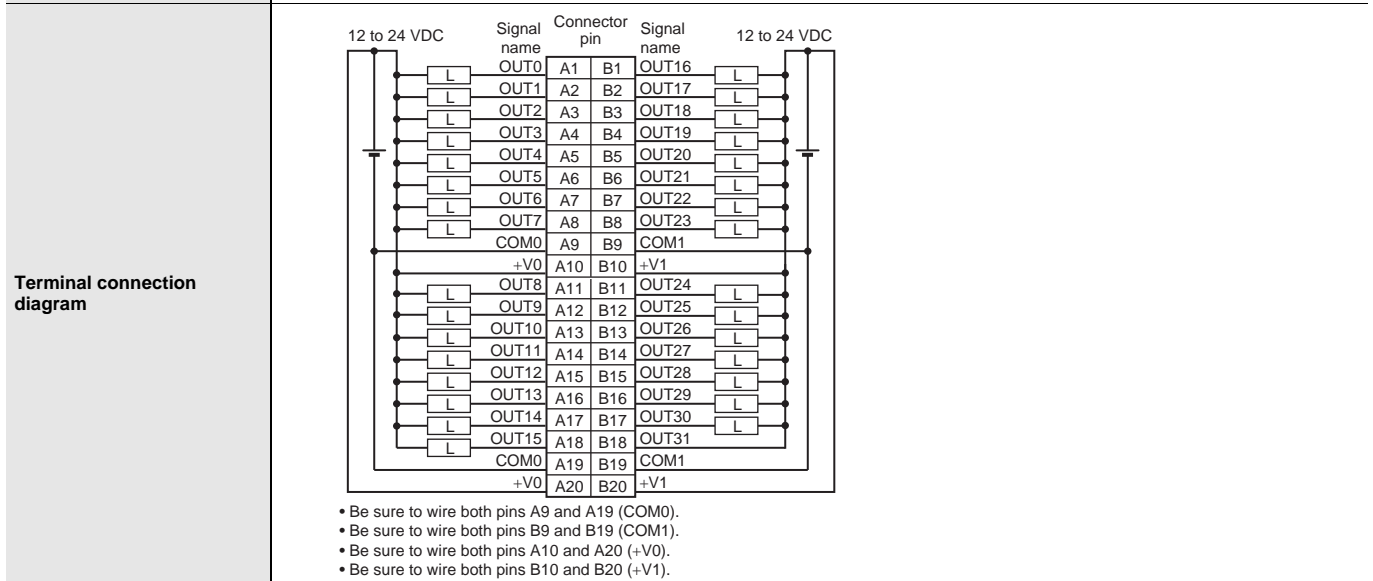 Terminal connection
diagram
12 to 24 VDC Signal name Connector pin Signal name 12 to 24 VDC
L OUT0 A1 B1 OUT16 L
L OUT1 A2 B2 OUT17 L
L OUT2 A3 B3 OUT18 L
L OUT3 A4 B4 OUT19 L
L OUT4 A5 B5 OUT20 L
L OUT5 A6 B6 OUT21 L
L OUT6 A7 B7 OUT22 L
L OUT7 A8 B8 OUT23 L
COM0 A9 B9 COM1
+V0 A10 B10 +V1
L OUT8 A11 B11 OUT24 L
L OUT9 A12 B12 OUT25 L
L OUT10 A13 B13 OUT26 L
L OUT11 A14 B14 OUT27 L
L OUT12 A15 B15 OUT28 L
L OUT13 A16 B16 OUT29 L
L OUT14 A17 B17 OUT30 L
L OUT15 A18 B18 OUT31
COM0 A19 B19 COM1
+V0 A20 B20 +V1
• Be sure to wire both pins A9 and A19 (COM0).
• Be sure to wire both pins B9 and B19 (COM1).
• Be sure to wire both pins A10 and A20 (+V0).
• Be sure to wire both pins B10 and B20 (+V1).